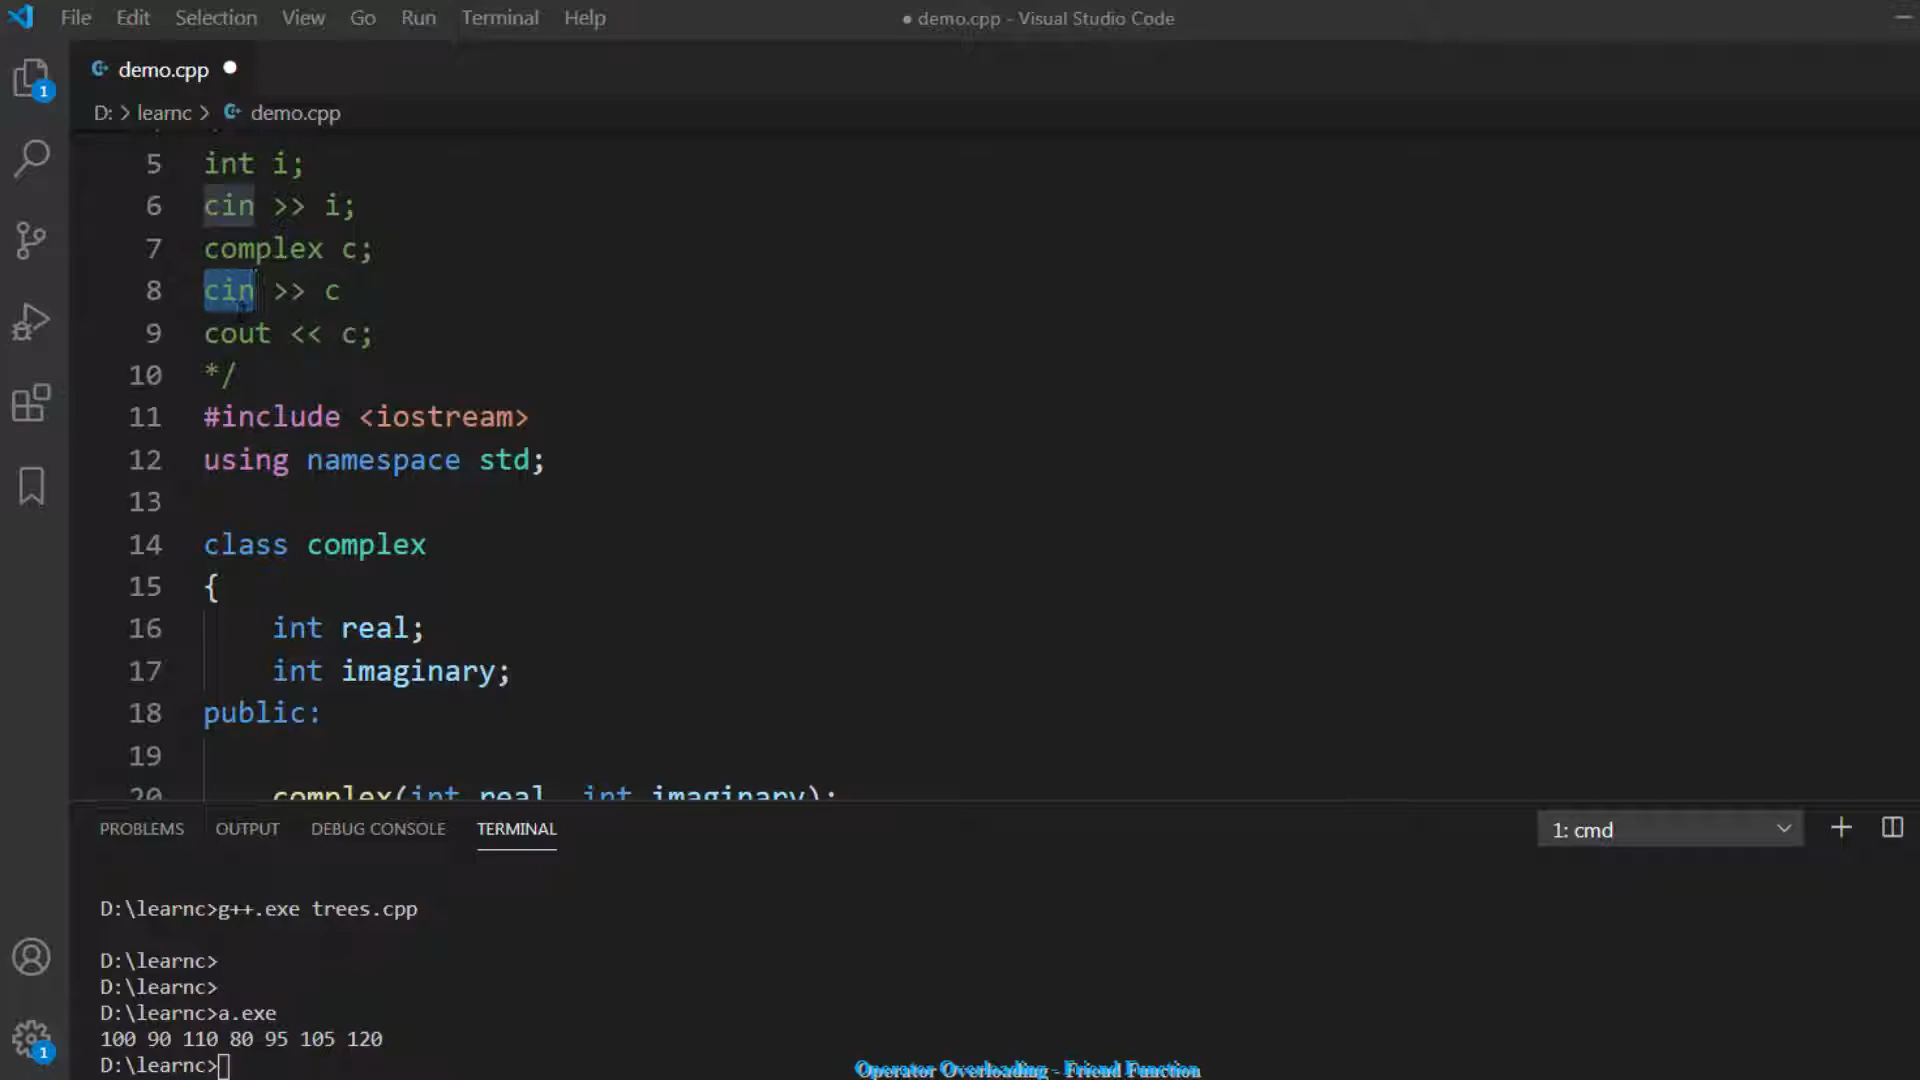 File Edit Selection View Go Run Terminal Help
● demo.cpp - Visual Studio Code
demo.cpp
D: > learnc > demo.cpp
1
5 int i;
6 cin >> i;
7 complex c;
8 cin >> c
9 cout << c;
10 */
11 #include <iostream>
12 using namespace std;
13
14 class complex
15 {
16 int real;
17 int imaginary;
18 public:
19
20 complex(int real, int imaginary);
PROBLEMS OUTPUT DEBUG CONSOLE TERMINAL
1: cmd
D:\learnc>g++.exe trees.cpp
D:\learnc>
D:\learnc>
D:\learnc>a.exe
100 90 110 80 95 105 120
1
D:\learnc>
Operator Overloading - Friend Function